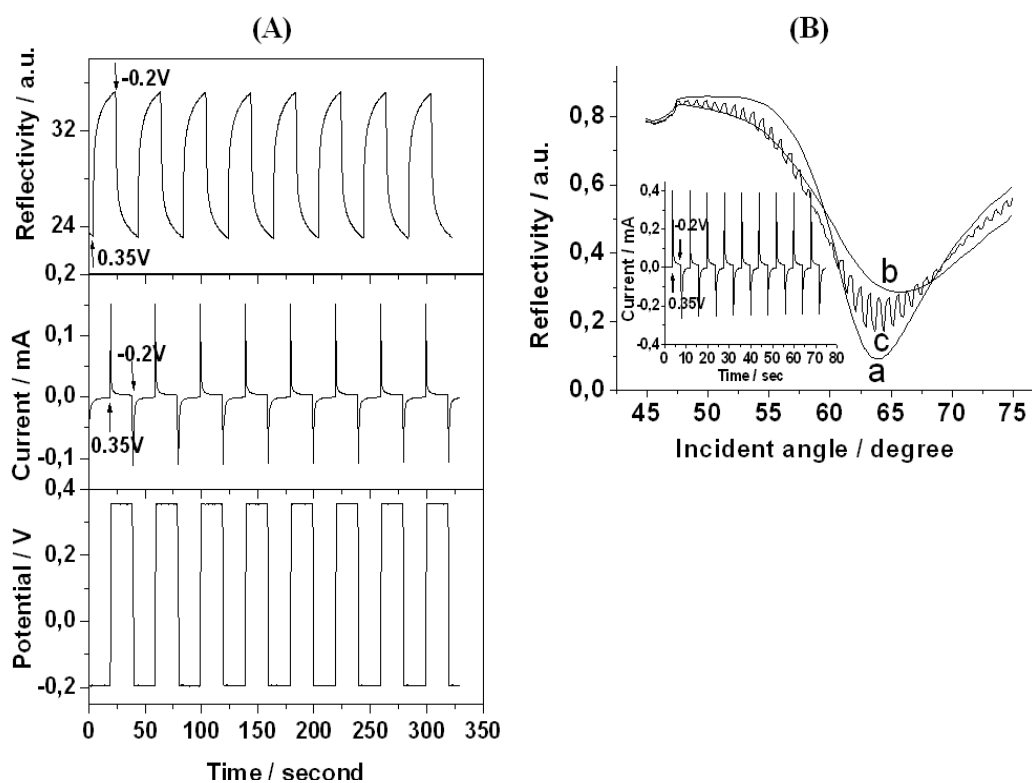 (A)
Reflectivity / a.u.
32
24
-0.2V
0.35V
Current / mA
0,2
0,1
0,0
-0,1
-0.2V
0.35V
Potential / V
0,4
0,2
0,0
-0,2
0 50 100 150 200 250 300 350
Time / second
(B)
Reflectivity / a.u.
0,8
0,6
0,4
0,2
0,0
Current / mA
0,4
0,2
0,0
-0,2
-0,4
-0.2V
0.35V
0 10 20 30 40 50 60 70 80
Time / sec
b
c
a
45 50 55 60 65 70 75
Incident angle / degree